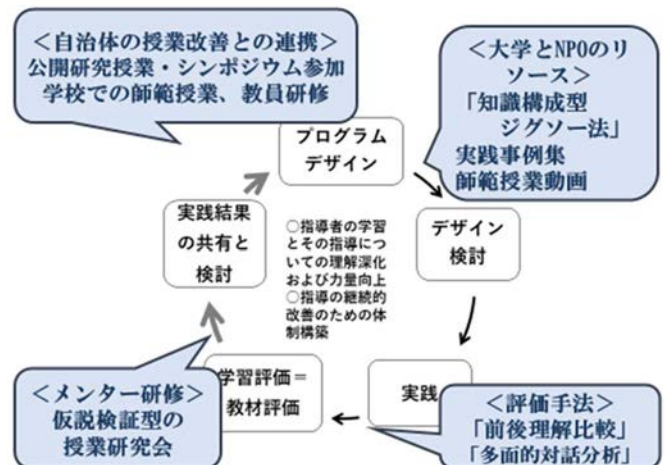 ＜自治体の授業改善との連携＞
公開研究授業・シンポジウム参加
学校での師範授業、教員研修
＜大学とNPOのリ
ソース＞
「知識構成型
ジグソー法」
実践事例集
師範授業動画
プログラム
デザイン
実践結果
の共有と
検討
○指導者の学習
とその指導につ
いての理解深化
および力量向上
○指導の継続的
改善のための体
制構築
デザイン
検討
＜メンター研修＞
仮説検証型の
授業研究会
学習評価＝
教材評価
実践
＜評価手法＞
「前後理解比較」
「多面的対話分析」